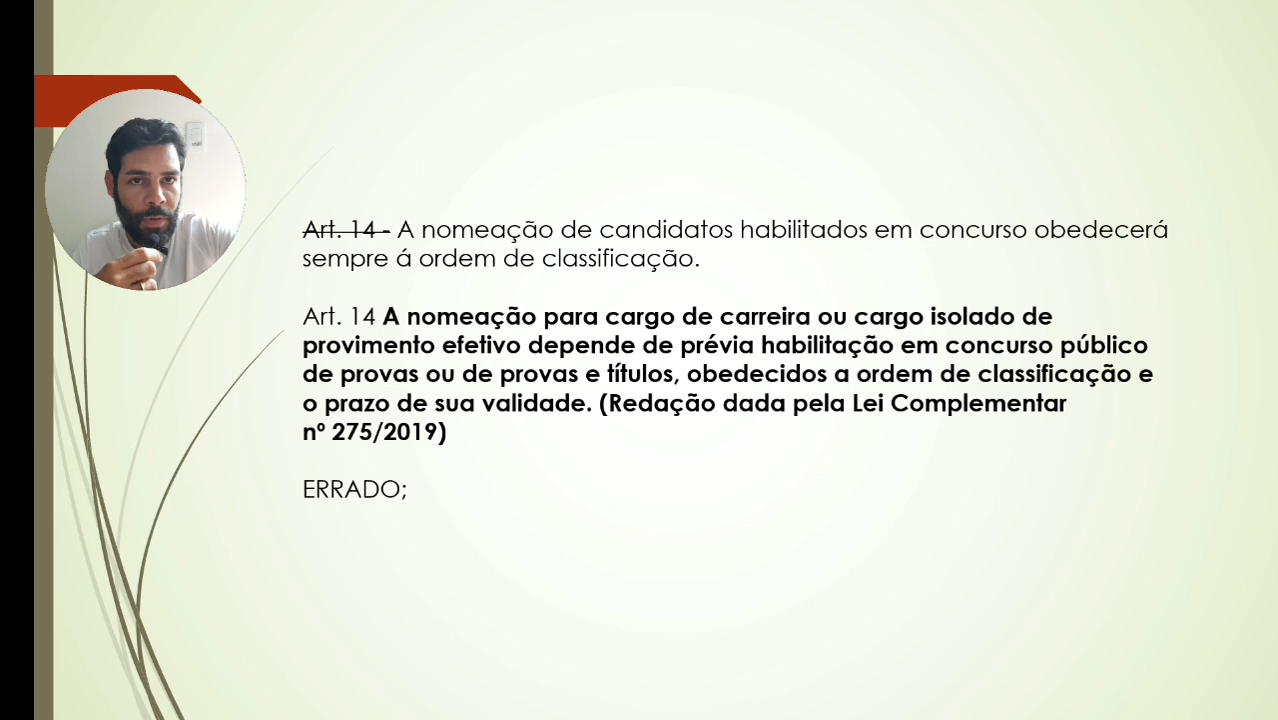 Art. 14 - A nomeação de candidatos habilitados em concurso obedecerá
sempre á ordem de classificação.
Art. 14 A nomeação para cargo de carreira ou cargo isolado de
provimento efetivo depende de prévia habilitação em concurso público
de provas ou de provas e títulos, obedecidos a ordem de classificação e
o prazo de sua validade. (Redação dada pela Lei Complementar
nº 275/2019)
ERRADO;